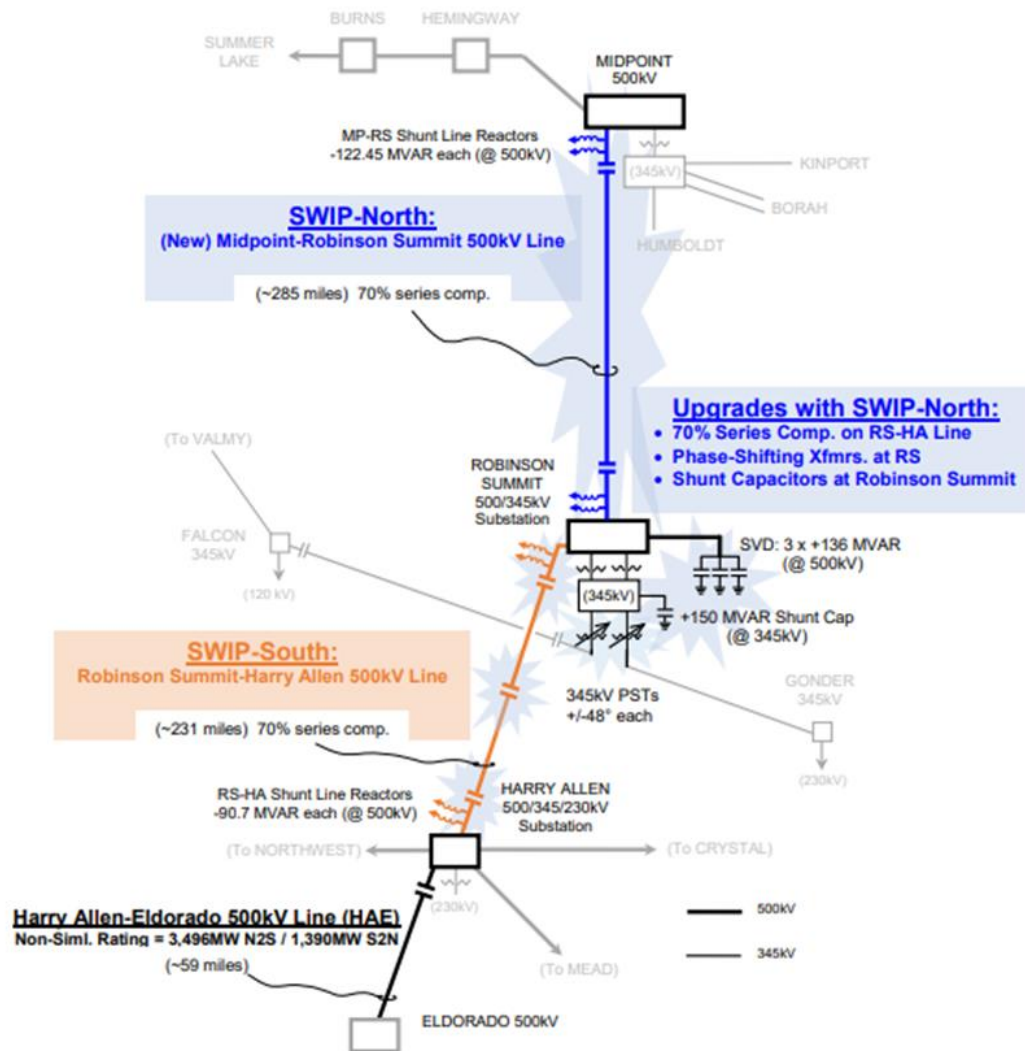 BURNS
HEMINGWAY
SUMMER
LAKE
MIDPOINT
500kV
MP-RS Shunt Line Reactors
-122.45 MVAR each (@ 500kV)
(345kV)
KINPORT
BORAH
HUMBOLDT
SWIP-North:
(New) Midpoint-Robinson Summit 500kV Line
(~285 miles) 70% series comp.
Upgrades with SWIP-North:
• 70% Series Comp. on RS-HA Line
• Phase-Shifting Xfmrs. at RS
• Shunt Capacitors at Robinson Summit
(To VALMY)
ROBINSON
SUMMIT
500/345kV
Substation
FALCON
345kV
(120 kV)
SVD: 3 x +136 MVAR
(@ 500kV)
(345kV)
+150 MVAR Shunt Cap
(@ 345kV)
SWIP-South:
Robinson Summit-Harry Allen 500kV Line
(~231 miles) 70% series comp.
345kV PSTs
+/-48° each
GONDER
345kV
(230kV)
RS-HA Shunt Line Reactors
-90.7 MVAR each (@ 500kV)
HARRY ALLEN
500/345/230kV
Substation
(To NORTHWEST)
(To CRYSTAL)
(230kV)
Harry Allen-Eldorado 500kV Line (HAE)
Non-Siml. Rating = 3,496MW N2S / 1,390MW S2N
(~59 miles)
(To MEAD)
500kV
345kV
ELDORADO 500kV